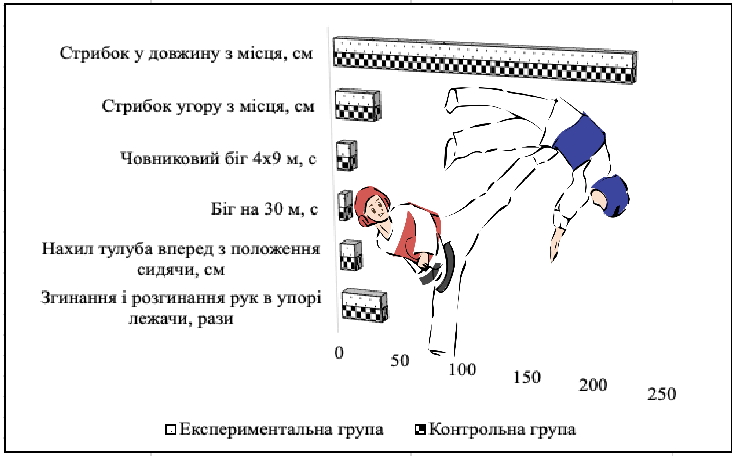 Стрибок у довжину з місця, см
Стрибок угору з місця, см
Човниковий біг 4х9 м, с
Біг на 30 м, с
Нахил тулуба вперед з положення
сидячи, см
Згинання і розгинання рук в упорі
лежачи, рази
0
50
100
150
200
250
Експериментальна група
Контрольна група